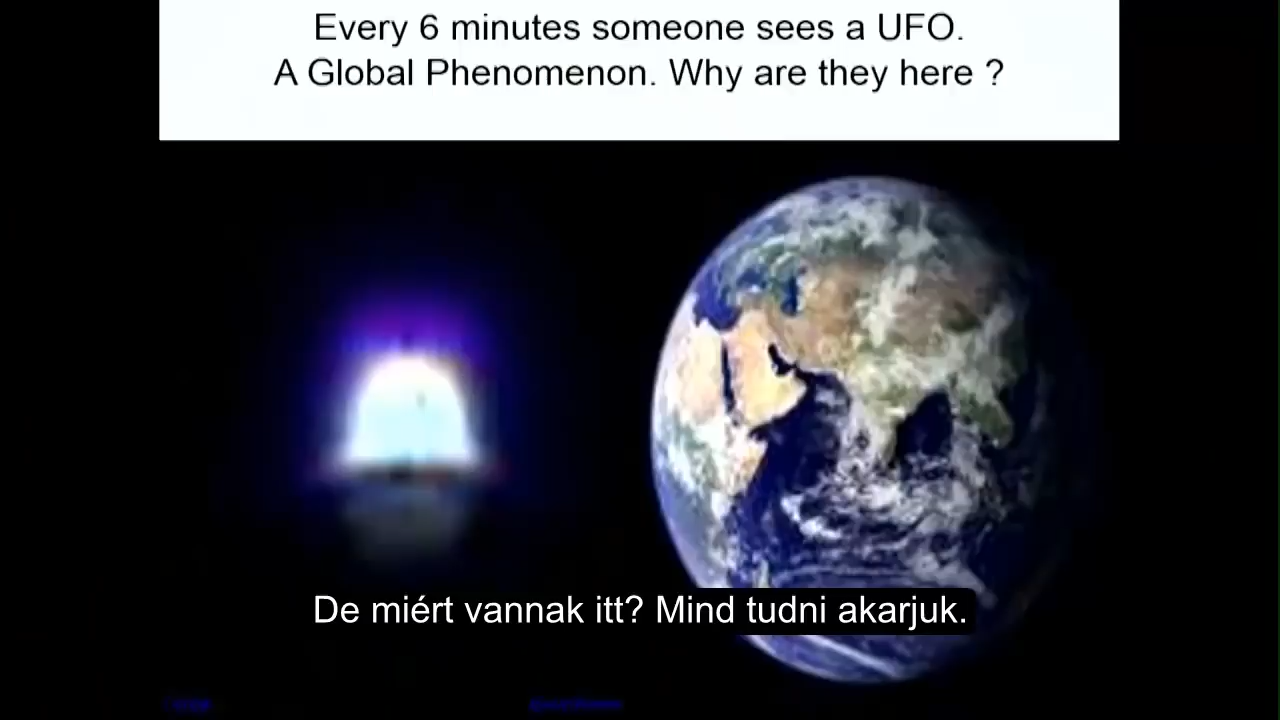 Every 6 minutes someone sees a UFO.
A Global Phenomenon. Why are they here ?
De miért vannak itt? Mind tudni akarjuk.